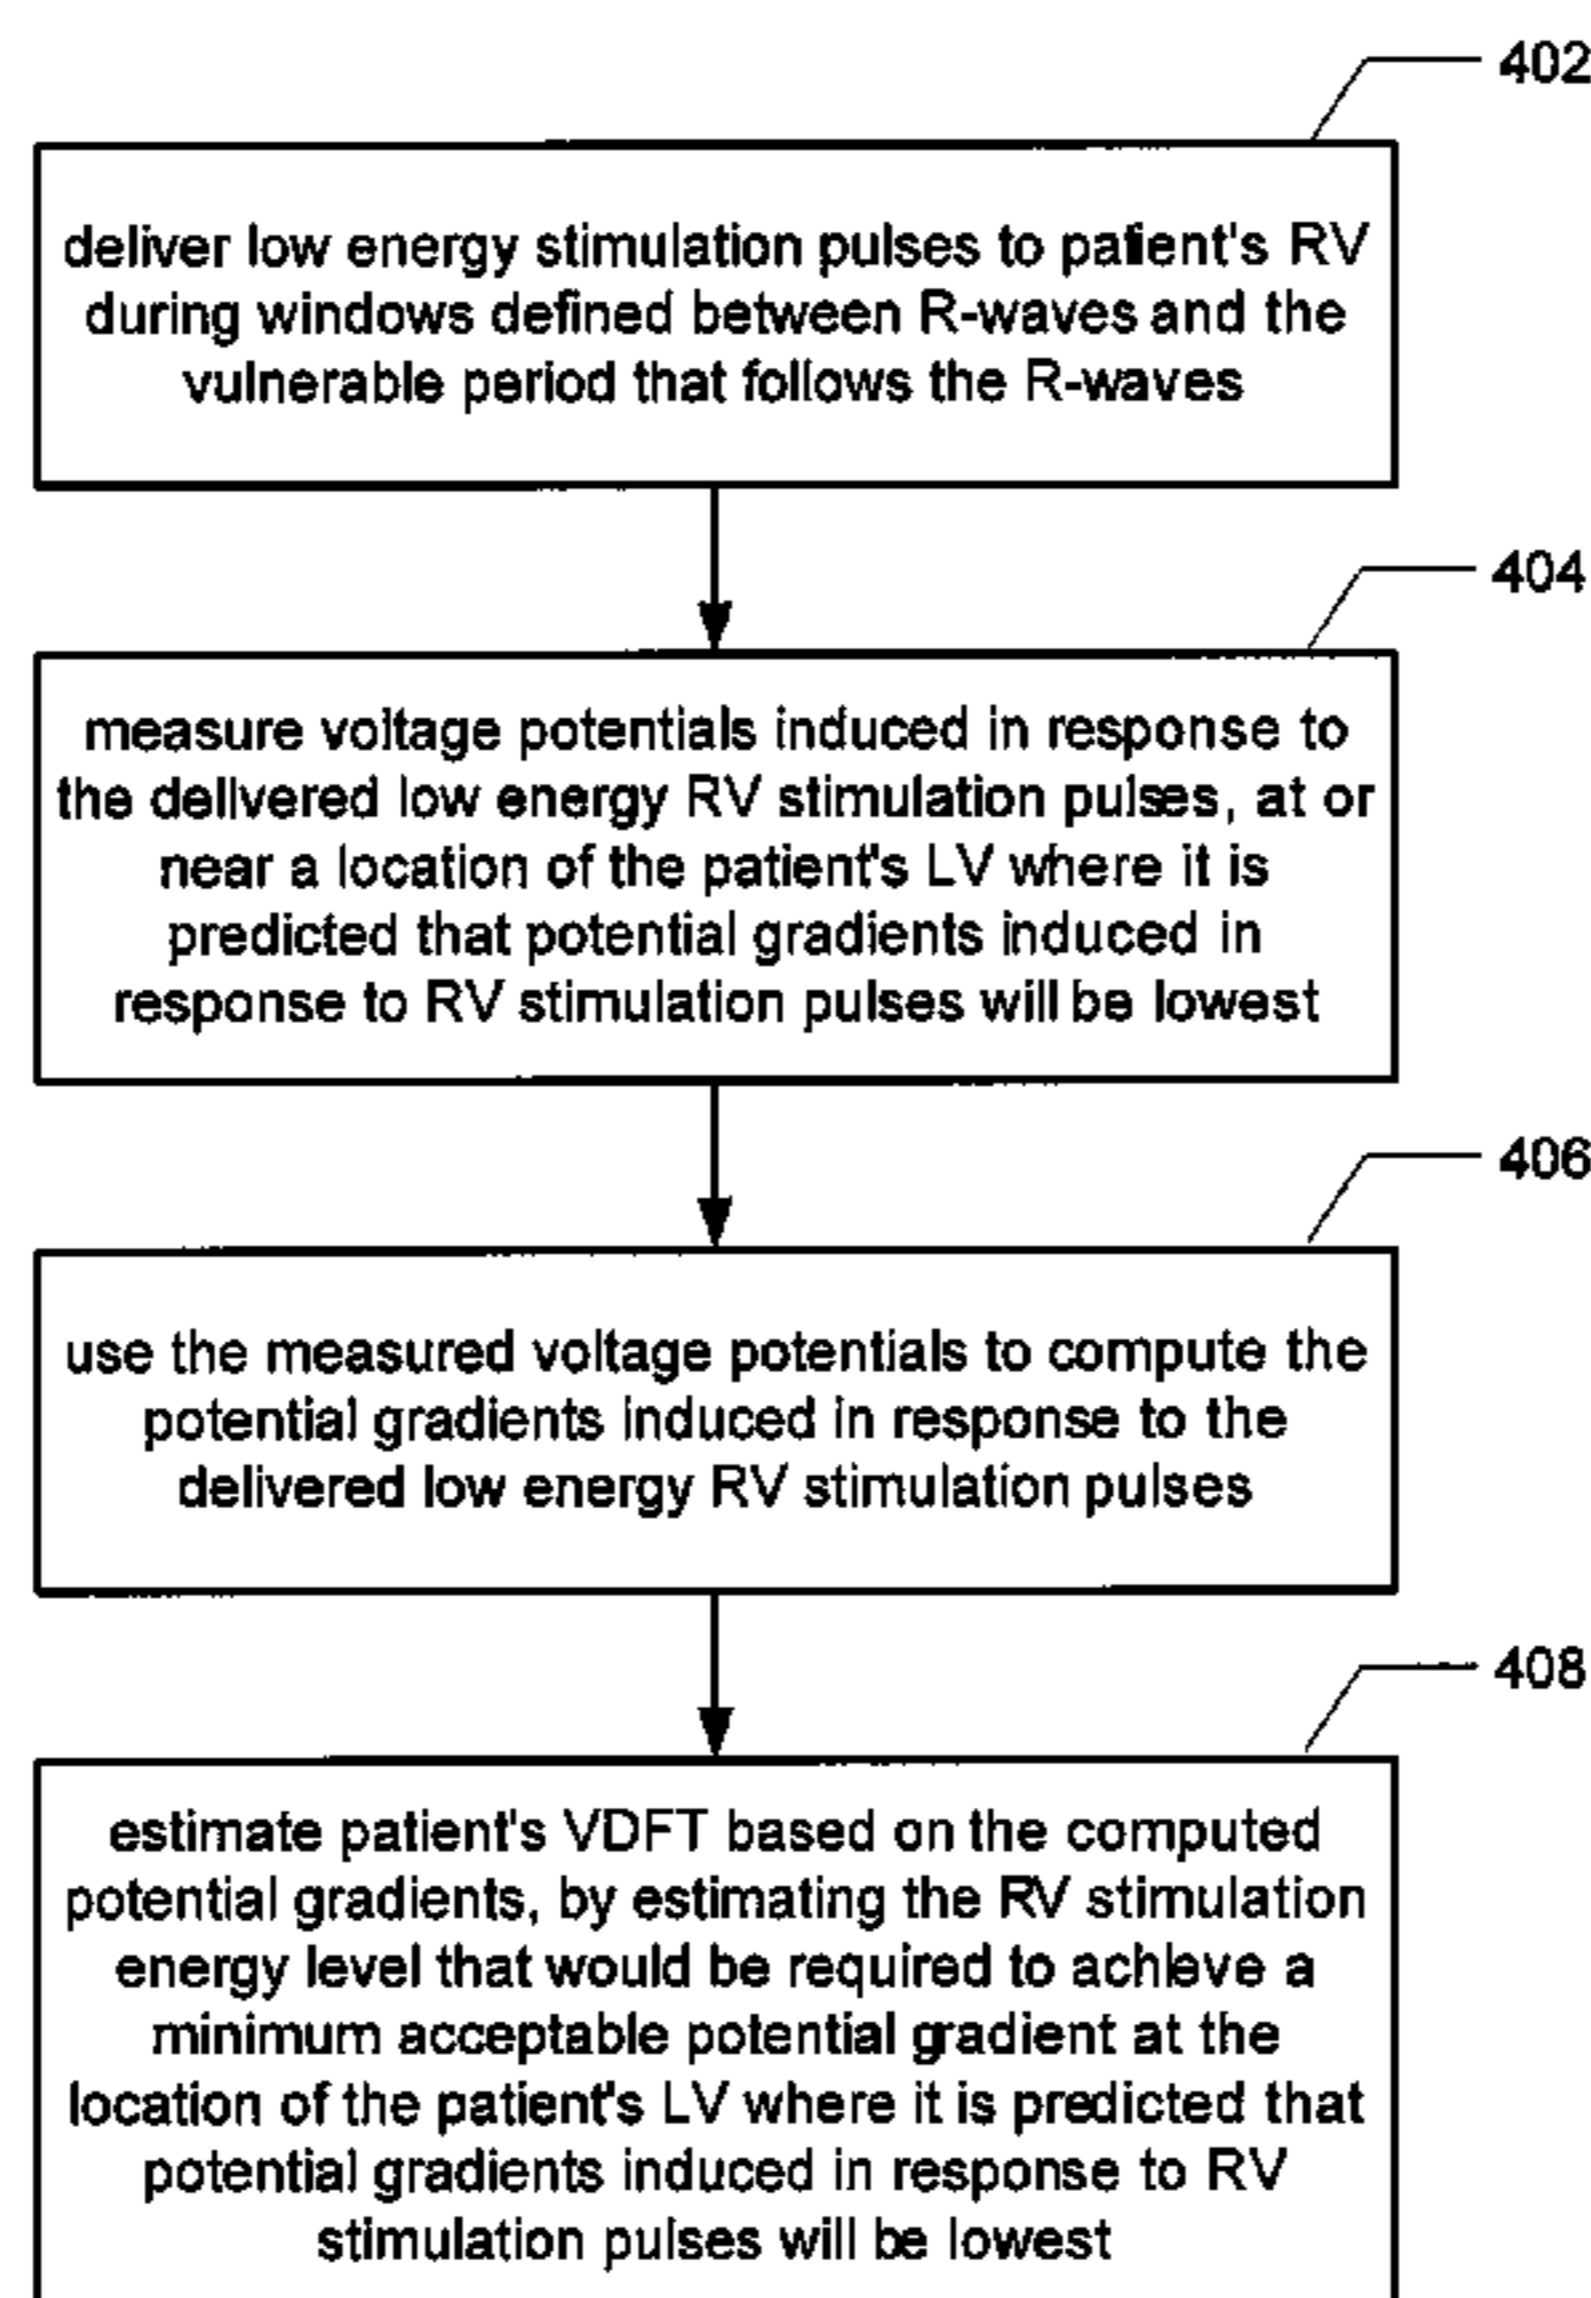 402
deliver low energy stimulation pulses to patient's RV
during windows defined between R-waves and the
vulnerable period that follows the R-waves
404
measure voltage potentials induced in response to
the delivered low energy RV stimulation pulses, at or
near a location of the patient's LV where it is
predicted that potential gradients induced in
response to RV stimulation pulses will be lowest
406
use the measured voltage potentials to compute the
potential gradients induced in response to the
delivered low energy RV stimulation pulses
408
estimate patient's VDFT based on the computed
potential gradients, by estimating the RV stimulation
energy level that would be required to achieve a
minimum acceptable potential gradient at the
location of the patient's LV where it is predicted that
potential gradients induced in response to RV
stimulation pulses will be lowest